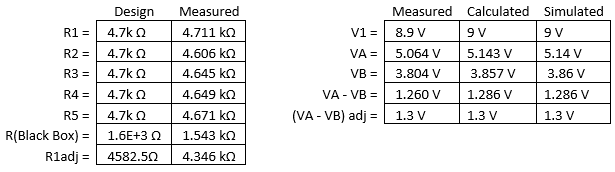 Design Measured
R1 = 4.7k Ω 4.711 kΩ
R2 = 4.7k Ω 4.606 kΩ
R3 = 4.7k Ω 4.645 kΩ
R4 = 4.7k Ω 4.649 kΩ
R5 = 4.7k Ω 4.671 kΩ
R(Black Box) = 1.6E+3 Ω 1.543 kΩ
R1adj = 4582.5Ω 4.346 kΩ
Measured Calculated Simulated
V1 = 8.9 V 9 V 9 V
VA = 5.064 V 5.143 V 5.14 V
VB = 3.804 V 3.857 V 3.86 V
VA - VB = 1.260 V 1.286 V 1.286 V
(VA - VB) adj = 1.3 V 1.3 V 1.3 V